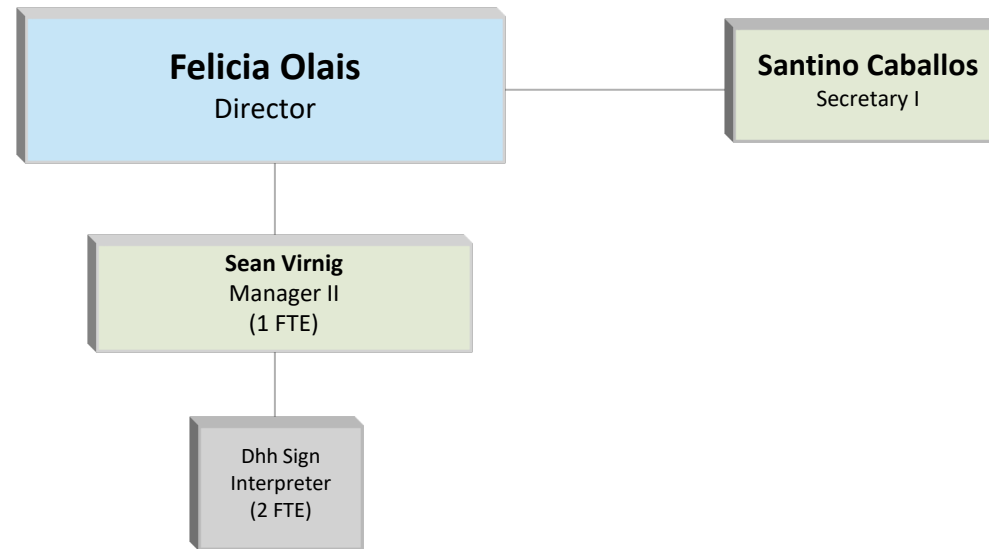 Felicia Olais
Director
Santino Caballos
Secretary I
Sean Virnig
Manager II
(1 FTE)
Dhh Sign
Interpreter
(2 FTE)